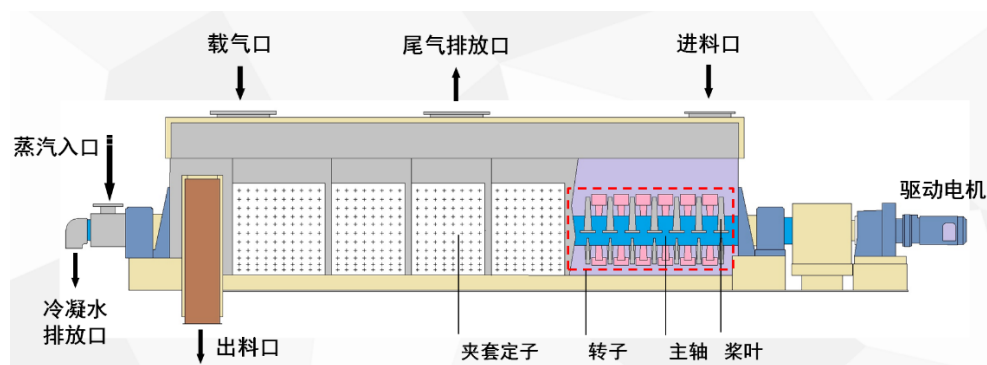 载气口
尾气排放口
进料口
蒸汽入口
驱动电机
冷凝水
排放口
出料口
夹套定子
转子
主轴
桨叶